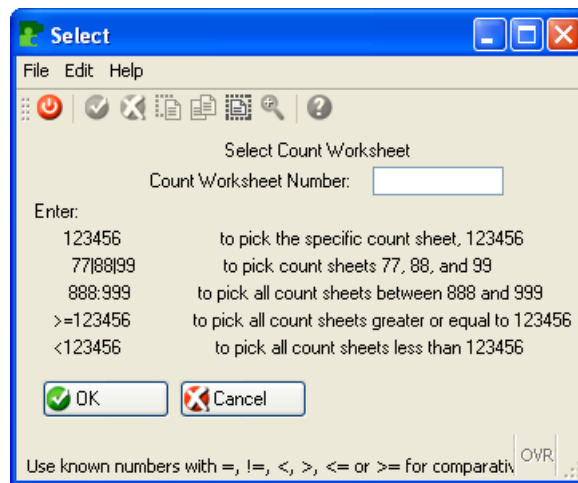 Select
File Edit Help
Select Count Worksheet
Count Worksheet Number:
Enter:
123456 to pick the specific count sheet, 123456
77|88|99 to pick count sheets 77, 88, and 99
888:999 to pick all count sheets between 888 and 999
>=123456 to pick all count sheets greater or equal to 123456
<123456 to pick all count sheets less than 123456
OK Cancel
Use known numbers with =, !=, <, >, <= or >= for comparativ OVR